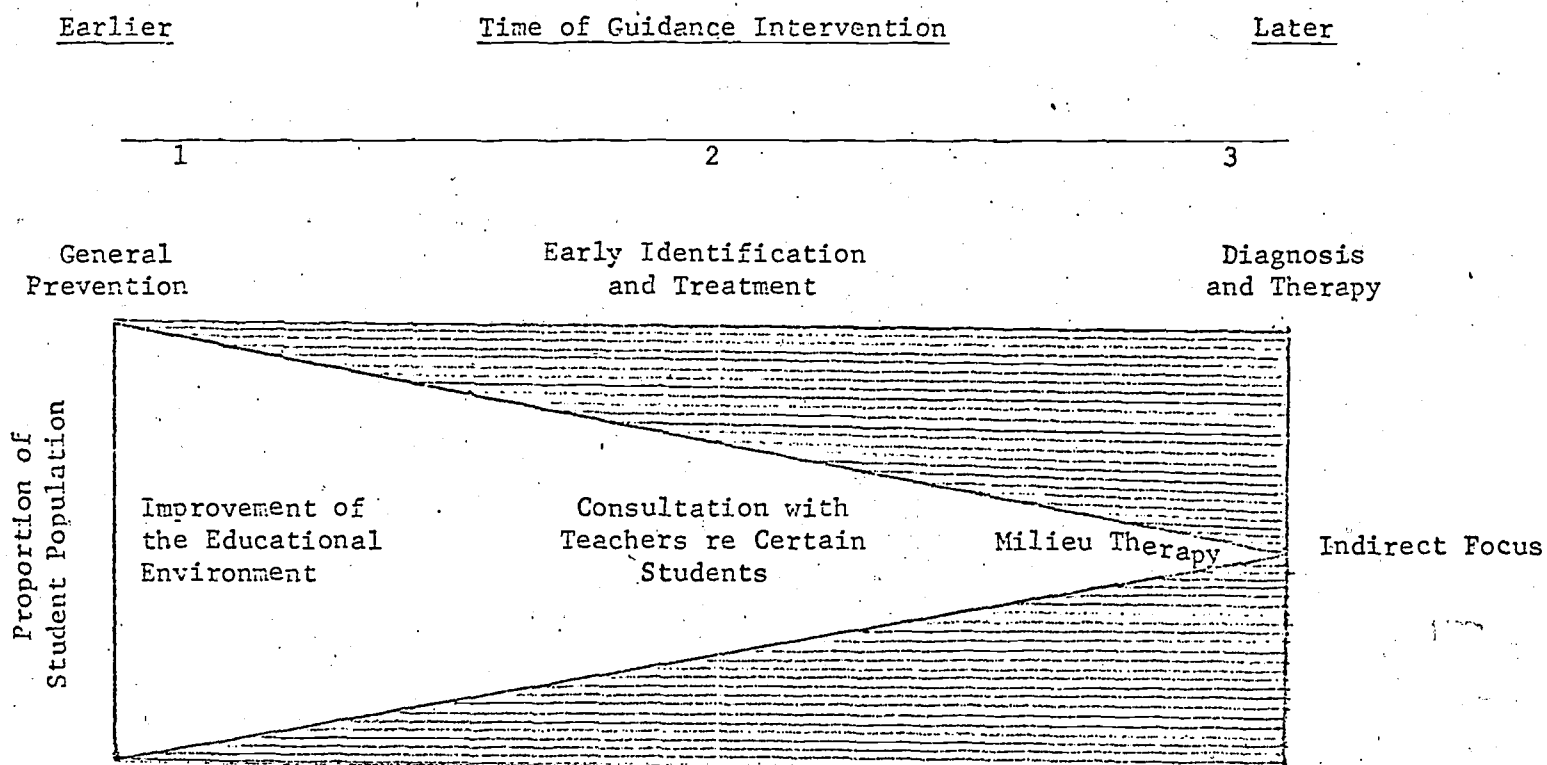 Earlier Time of Guidance Intervention Later
1 2 3
General
Prevention
Early Identification
and Treatment
Diagnosis
and Therapy
Proportion of
Student Population
Improvement of
the Educational
Environment
Consultation with
Teachers re Certain
Students
Milieu Therapy
Indirect Focus